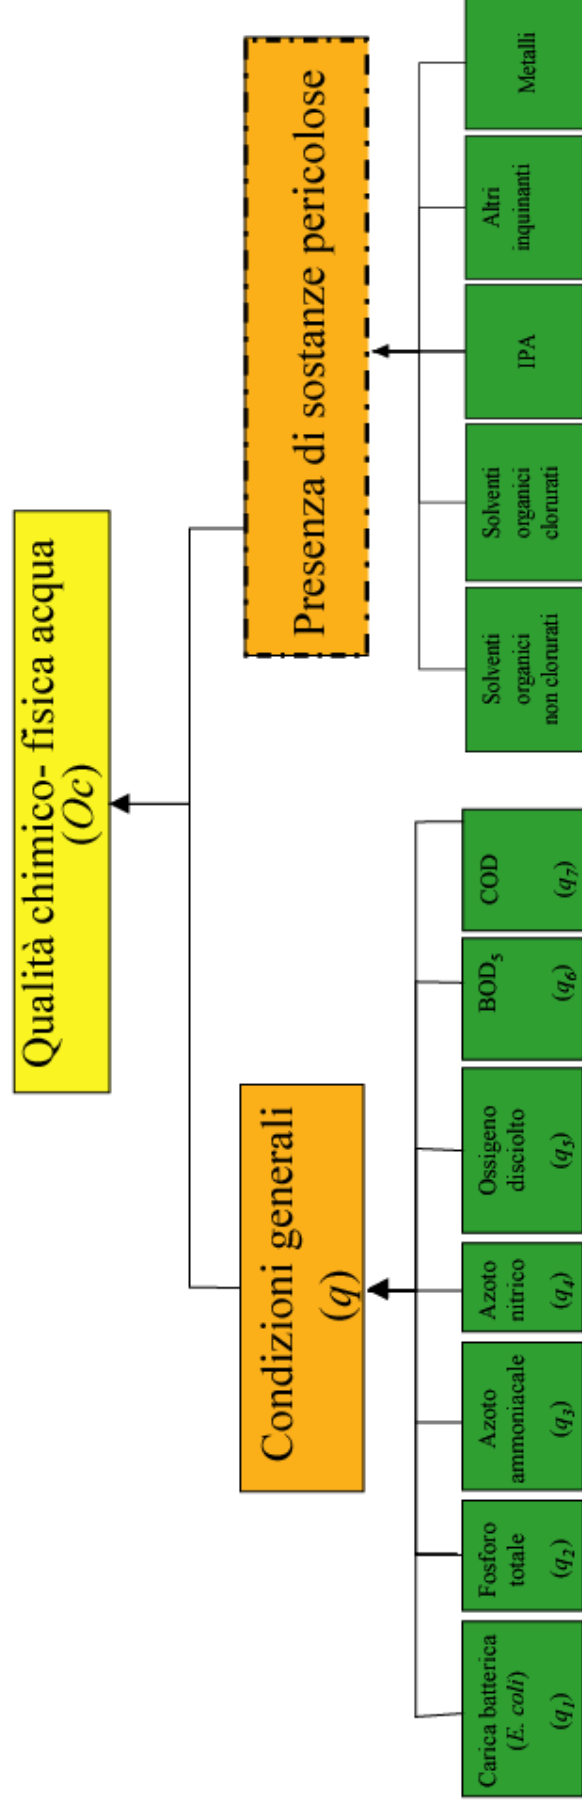 Qualità chimico- fisica acqua
(Oc)
Condizioni generali
(q)
Presenza di sostanze pericolose
Carica batterica
(E. coli)
(q1)
Fosforo
totale
(q2)
Azoto
ammoniacale
(q3)
Azoto
nitrico
(q4)
Ossigeno
disciolto
(q5)
BOD5
(q6)
COD
(q7)
Solventi
organici
non clorurati
Solventi
organici
clorurati
IPA
Altri
inquinanti
Metalli